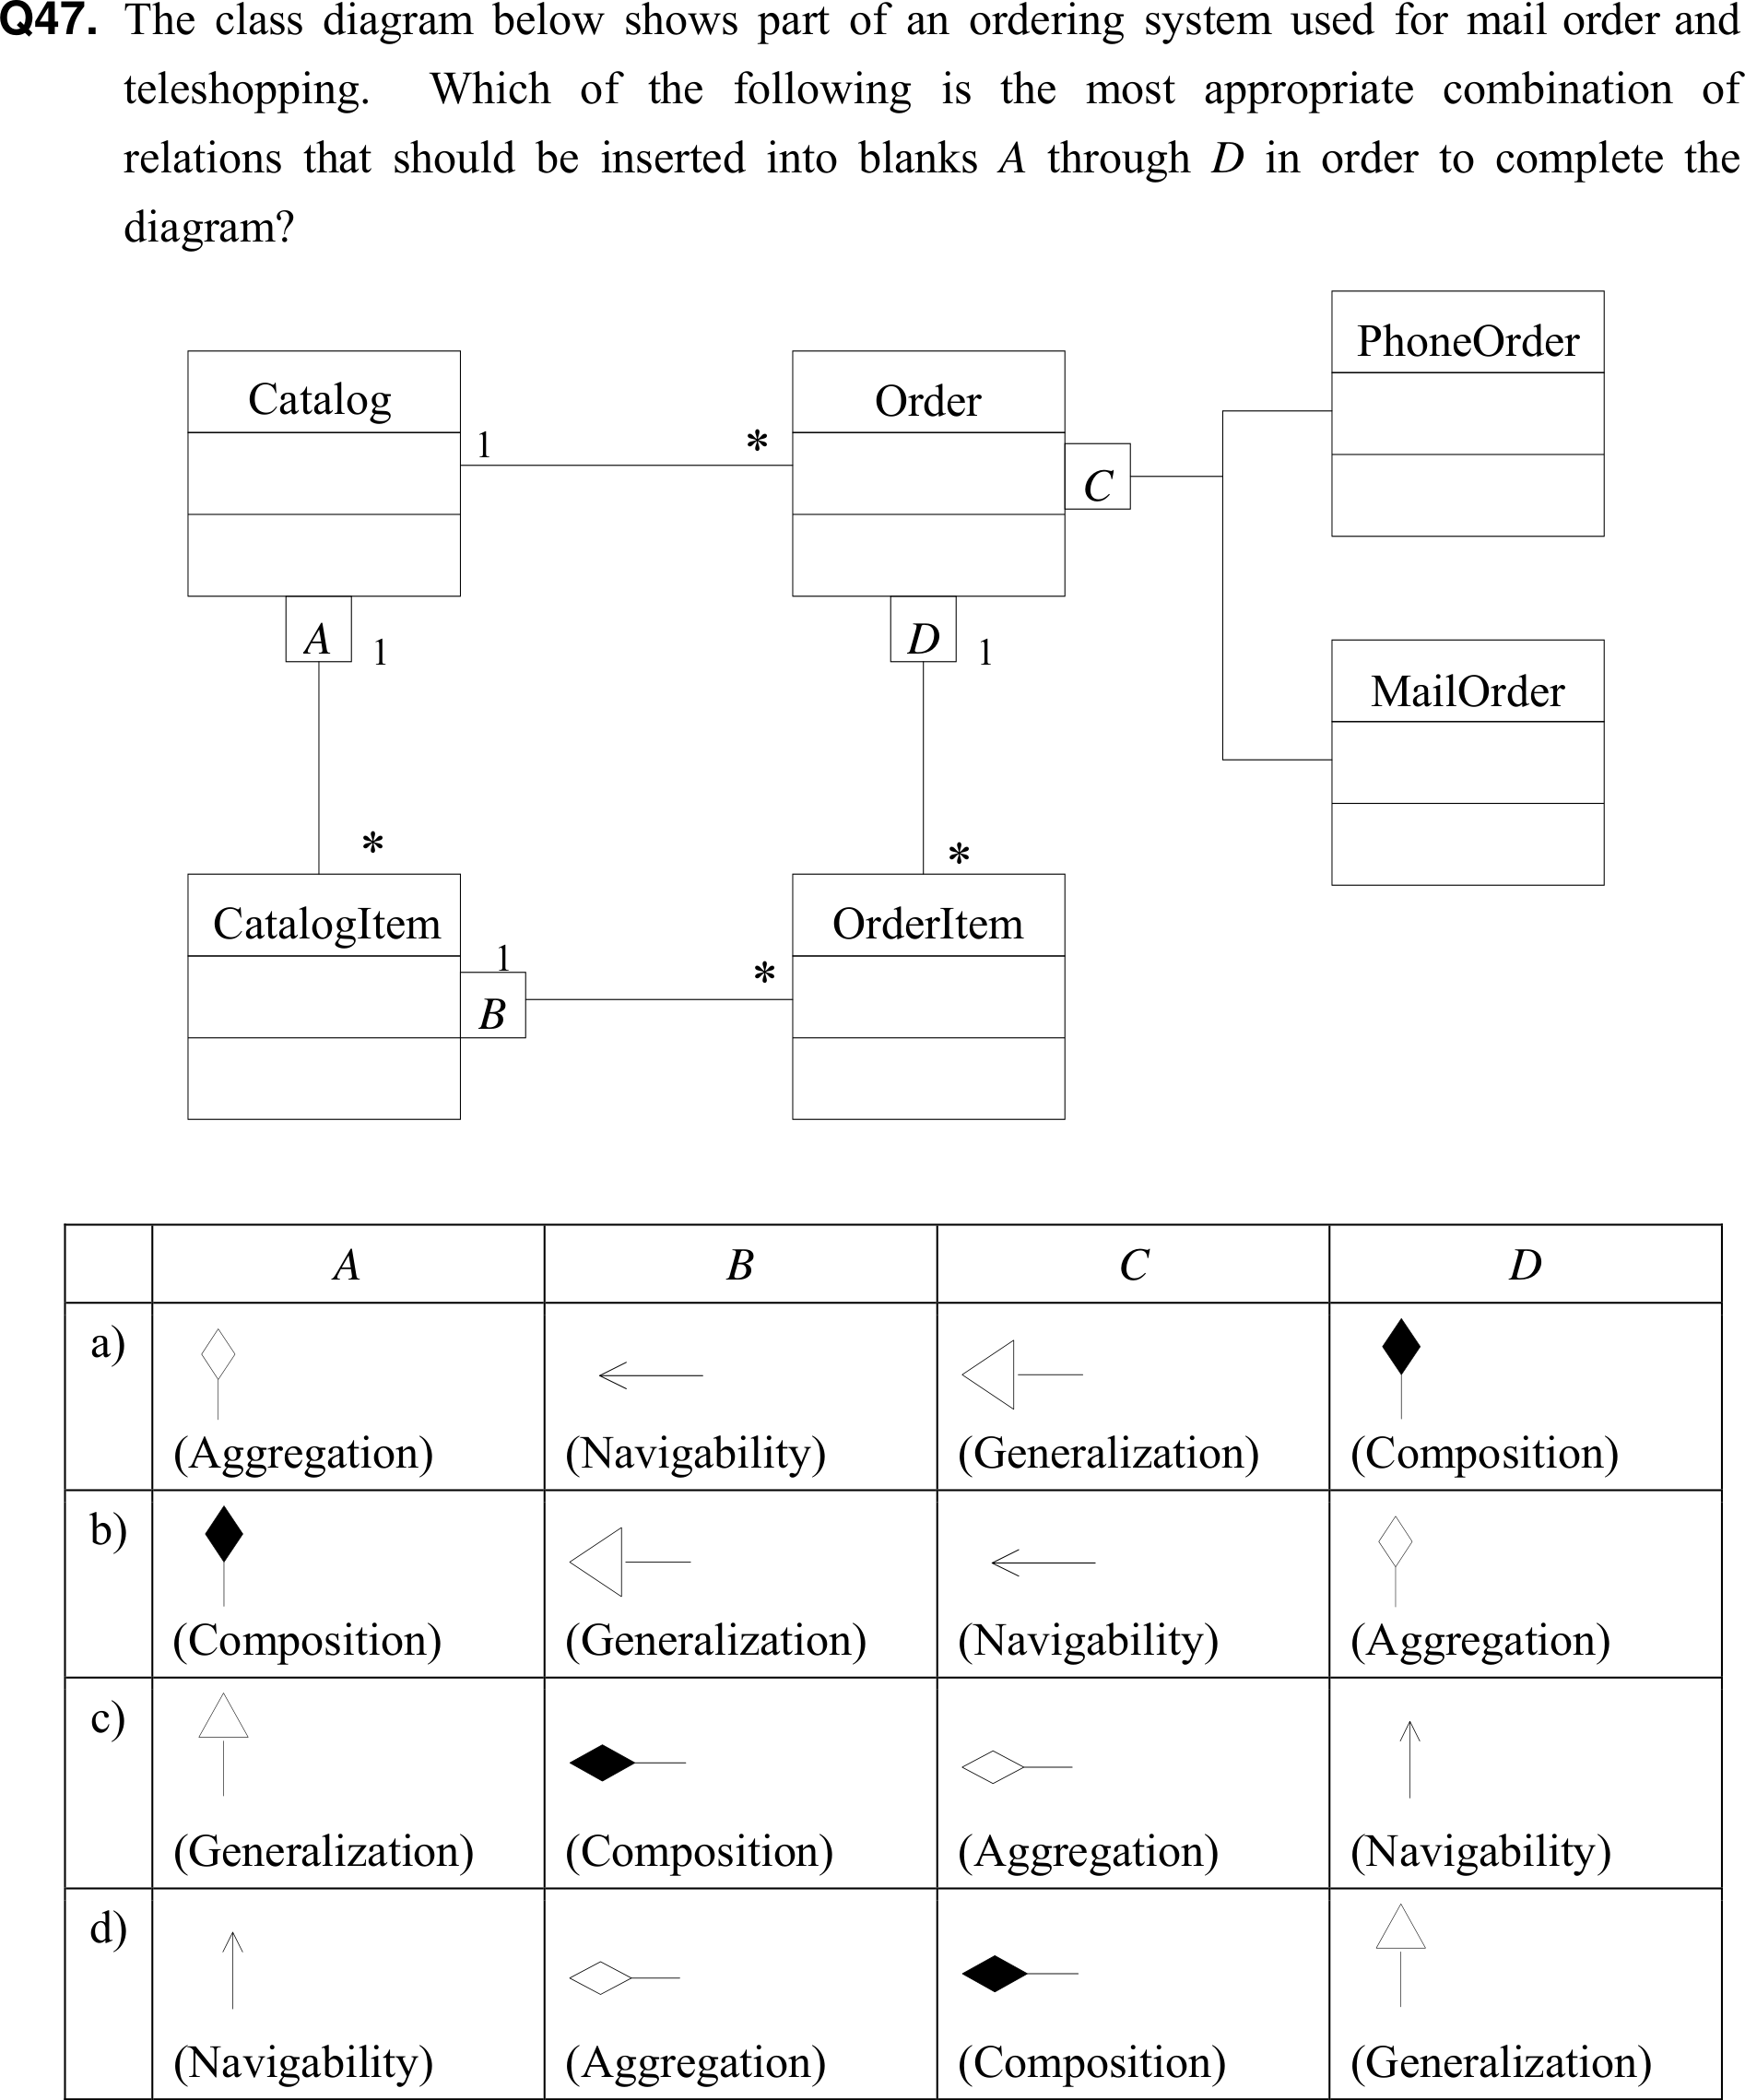 Q47. The class diagram below shows part of an ordering system used for mail order and
teleshopping. Which of the following is the most appropriate combination of
relations that should be inserted into blanks A through D in order to complete the
diagram?
PhoneOrder
Catalog
Order
1
*
C
A
1
D
1
MailOrder
*
*
CatalogItem
OrderItem
1
*
B
A B C D
a)
(Aggregation) (Navigability) (Generalization) (Composition)
b)
(Composition) (Generalization) (Navigability) (Aggregation)
c)
(Generalization) (Composition) (Aggregation) (Navigability)
d)
(Navigability) (Aggregation) (Composition) (Generalization)